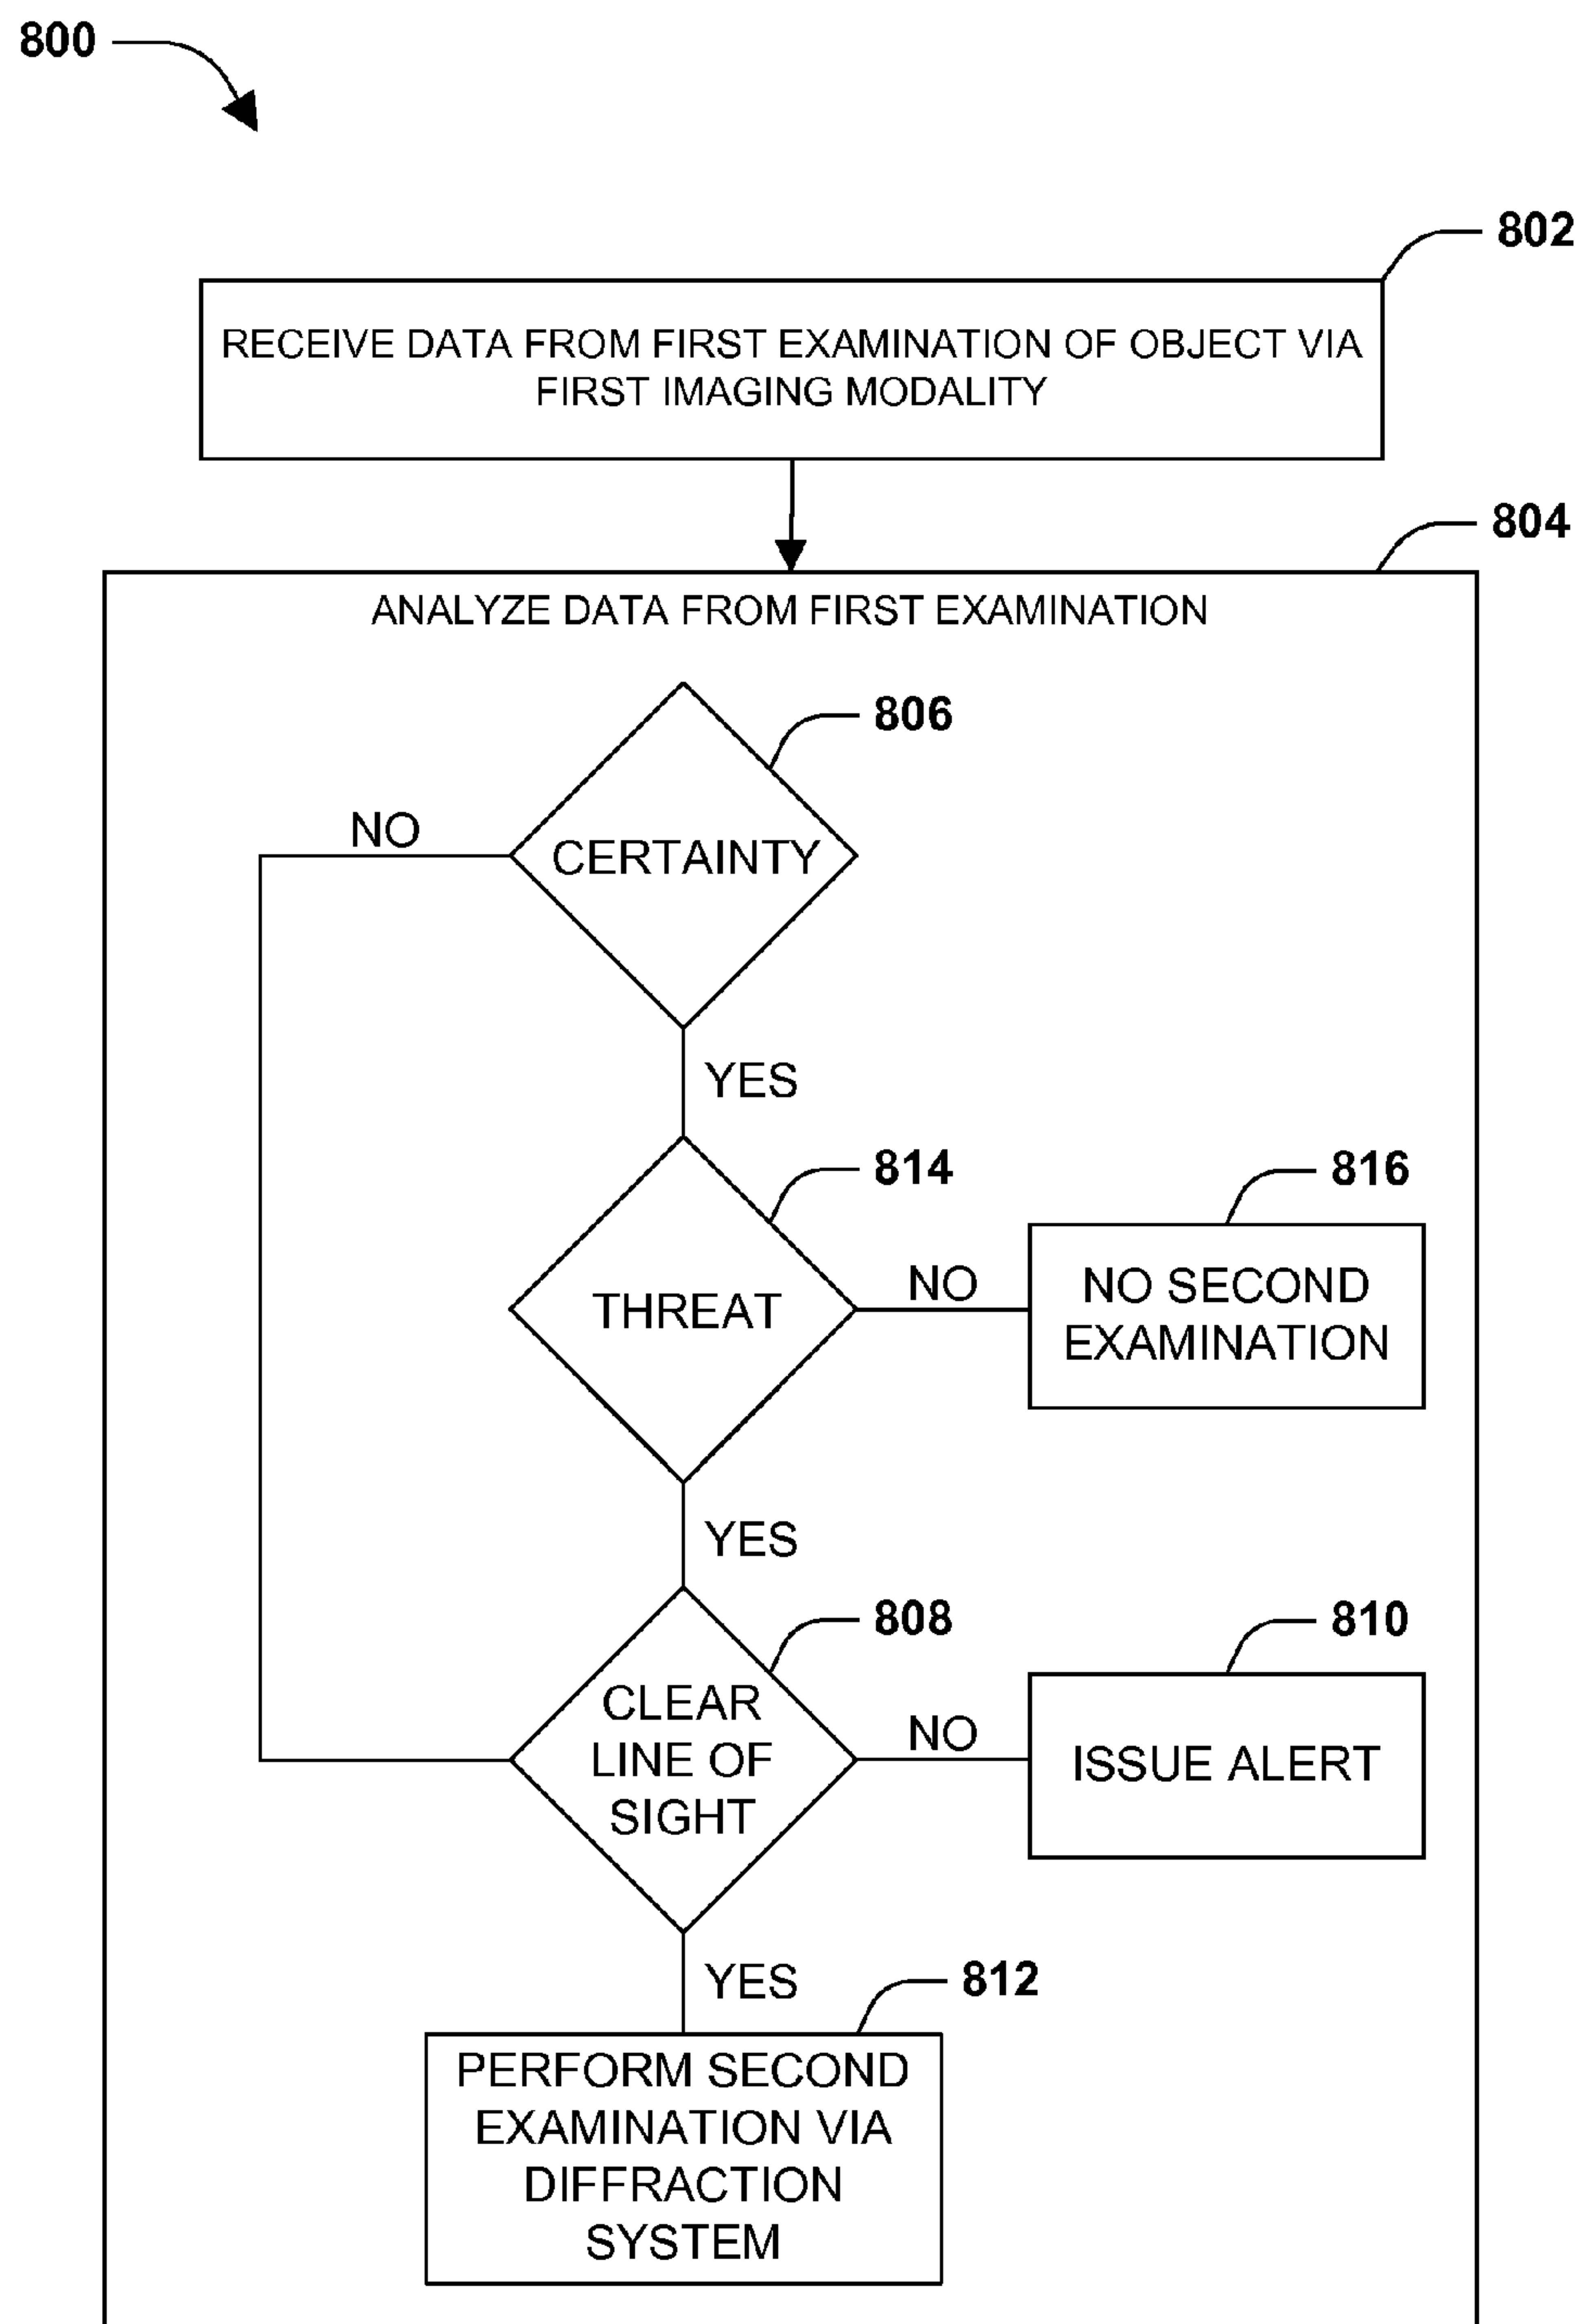 800
802
RECEIVE DATA FROM FIRST EXAMINATION OF OBJECT VIA
FIRST IMAGING MODALITY
804
ANALYZE DATA FROM FIRST EXAMINATION
806
NO
CERTAINTY
YES
814
816
THREAT
NO
NO SECOND
EXAMINATION
YES
808
810
CLEAR
LINE OF
SIGHT
NO
ISSUE ALERT
YES
812
PERFORM SECOND
EXAMINATION VIA
DIFFRACTION
SYSTEM